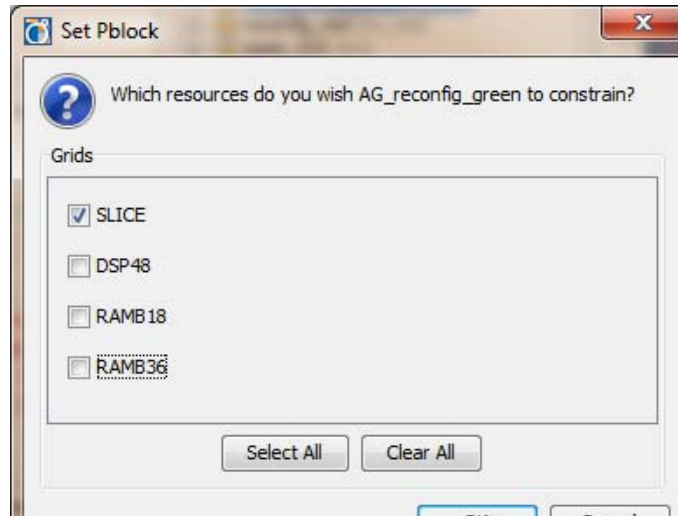 Set Pblock
Which resources do you wish AG_reconfig_green to constrain?
Grids
SLICE
DSP48
RAMB18
RAMB36
Select All Clear All